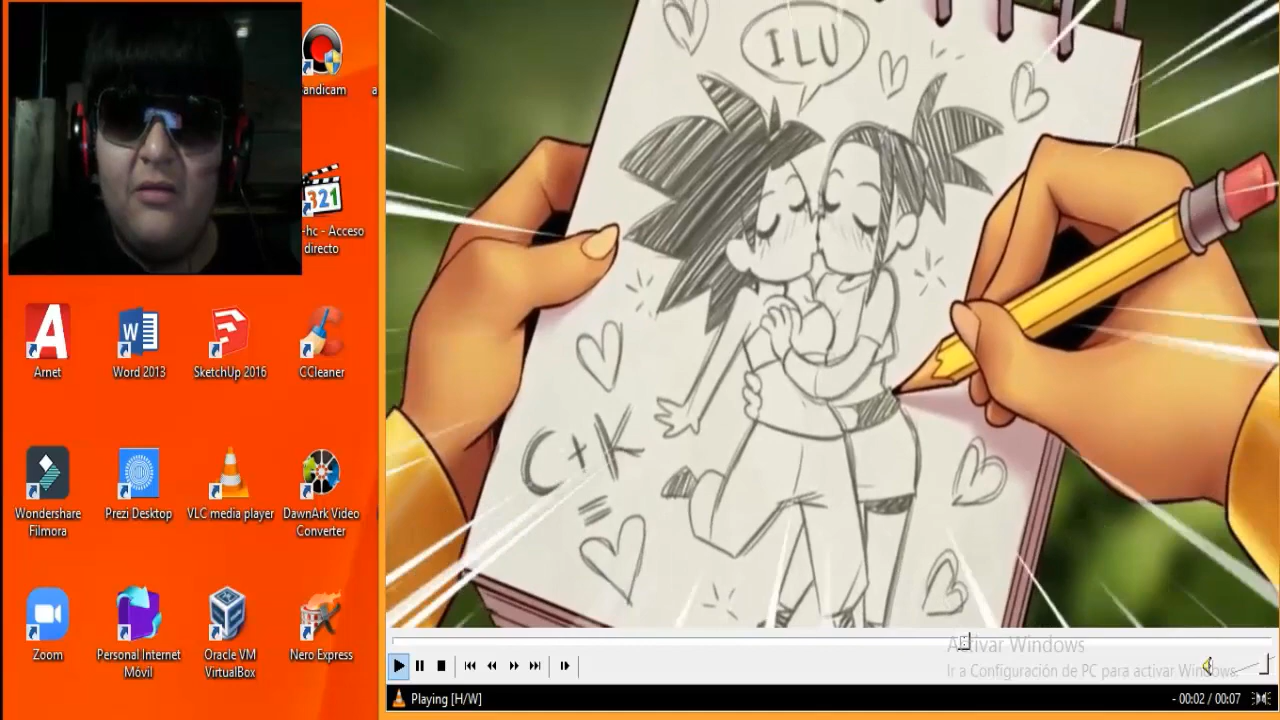 andicam
a
321
-hc - Acceso
directo
Arnet
Word 2013
SketchUp 2016
CCleaner
Wondershare
Filmora
Prezi Desktop
VLC media player
DawnArk Video
Converter
Zoom
Personal Internet
Móvil
Oracle VM
VirtualBox
Nero Express
ILU
C+K
=
Activar Windows
Ir a Configuración de PC para activar Windows.
Playing [H/W]
- 00:02 / 00:07